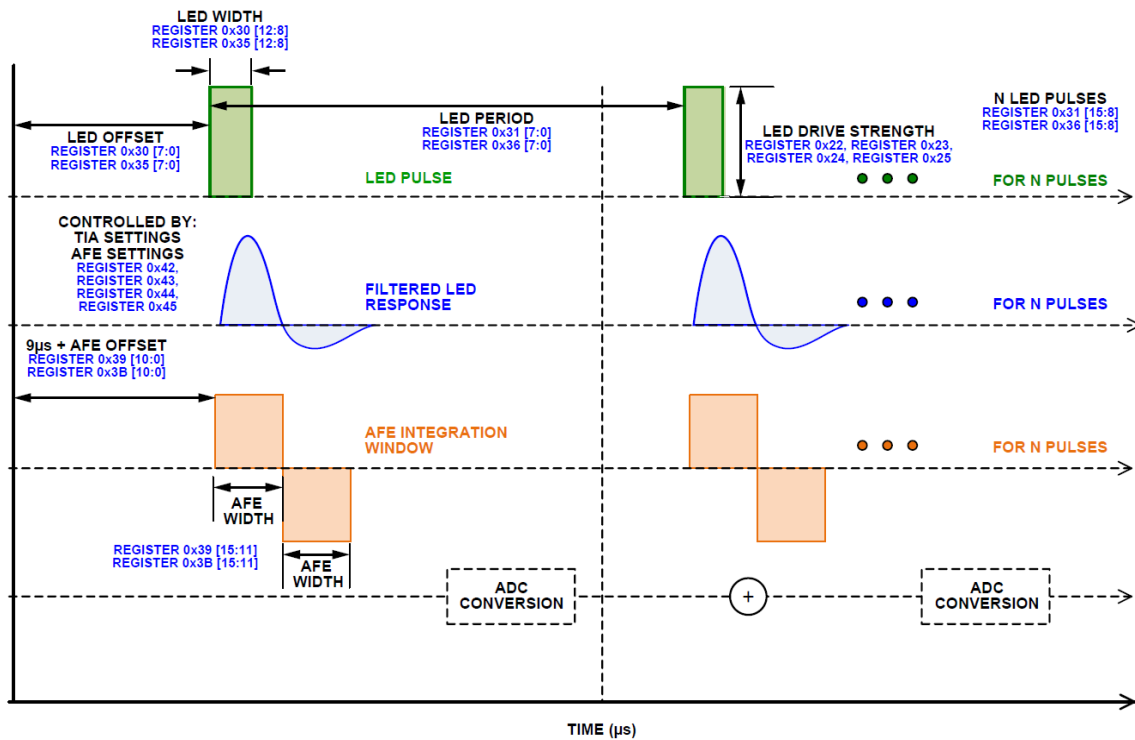 LED WIDTH
REGISTER 0x30 [12:8]
REGISTER 0x35 [12:8]
LED OFFSET
REGISTER 0x30 [7:0]
REGISTER 0x35 [7:0]
LED PERIOD
REGISTER 0x31 [7:0]
REGISTER 0x36 [7:0]
LED DRIVE STRENGTH
REGISTER 0x22, REGISTER 0x23,
REGISTER 0x24, REGISTER 0x25
N LED PULSES
REGISTER 0x31 [15:8]
REGISTER 0x36 [15:8]
LED PULSE
FOR N PULSES
CONTROLLED BY:
TIA SETTINGS
AFE SETTINGS
REGISTER 0x42,
REGISTER 0x43,
REGISTER 0x44,
REGISTER 0x45
FILTERED LED
RESPONSE
FOR N PULSES
9µs + AFE OFFSET
REGISTER 0x39 [10:0]
REGISTER 0x3B [10:0]
AFE INTEGRATION
WINDOW
FOR N PULSES
AFE
WIDTH
REGISTER 0x39 [15:11]
REGISTER 0x3B [15:11]
AFE
WIDTH
ADC
CONVERSION
+
ADC
CONVERSION
TIME (µs)